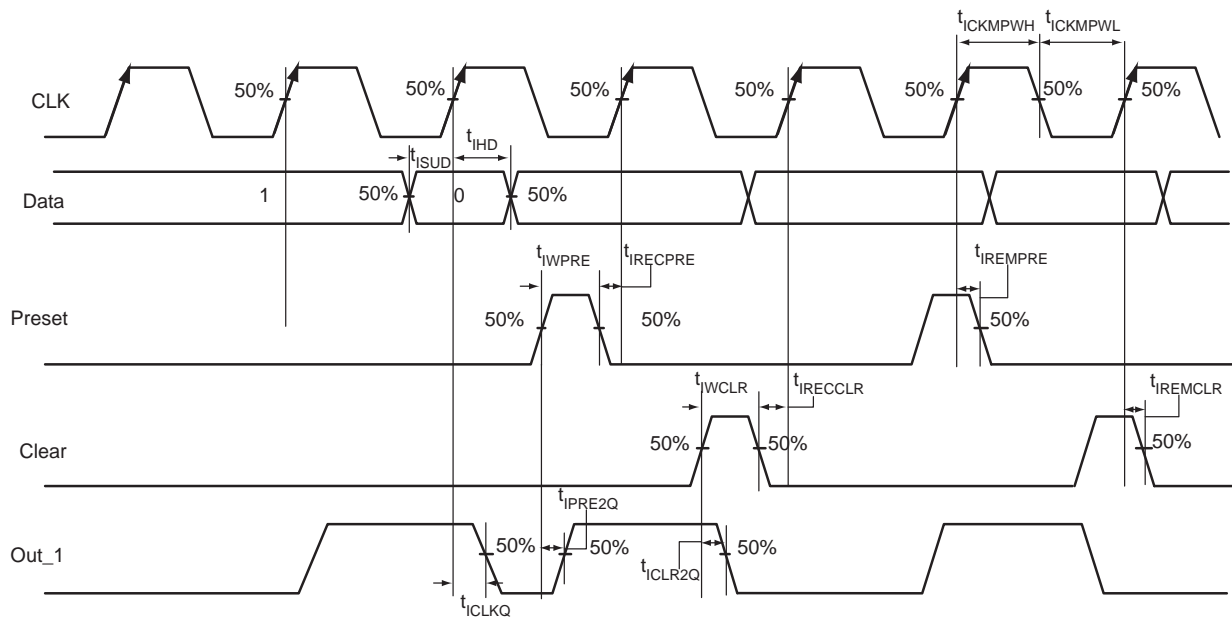 tICKMPWH tICKMPWL
CLK 50% 50% 50% 50% 50% 50% 50%
tISUD tIHD
Data 1 50% 0 50%
tIWPRE tIRECPRE tIREMPRE
Preset 50% 50% 50%
tIWCLR tIRECCLR tIREMCLR
Clear 50% 50% 50%
tIPRE2Q
Out_1 50% 50% 50%
tICLR2Q
tICLKQ